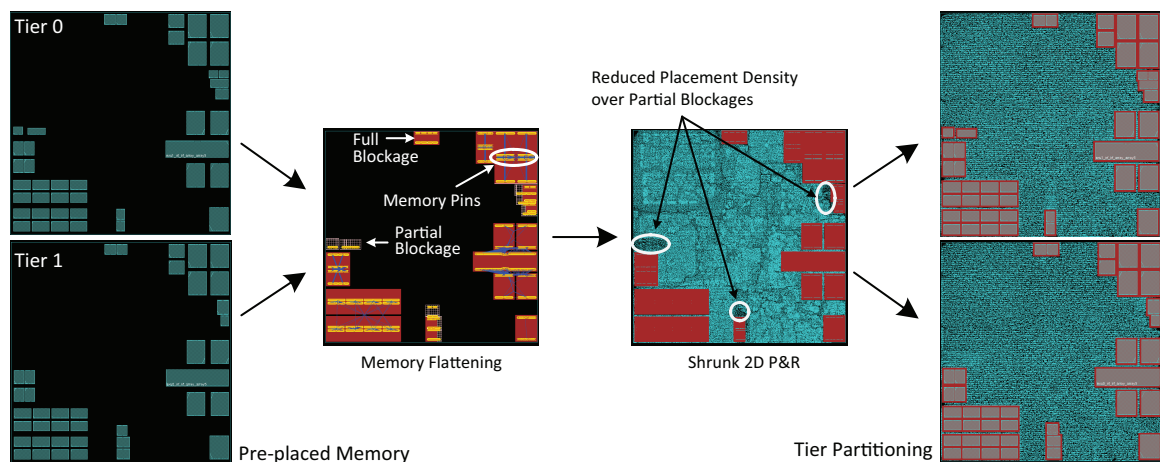 Tier 0
Tier 1
Pre-placed Memory
Full
Blockage
Memory Pins
Partial
Blockage
Memory Flattening
Reduced Placement Density
over Partial Blockages
Shrunk 2D P&R
Tier Partitioning